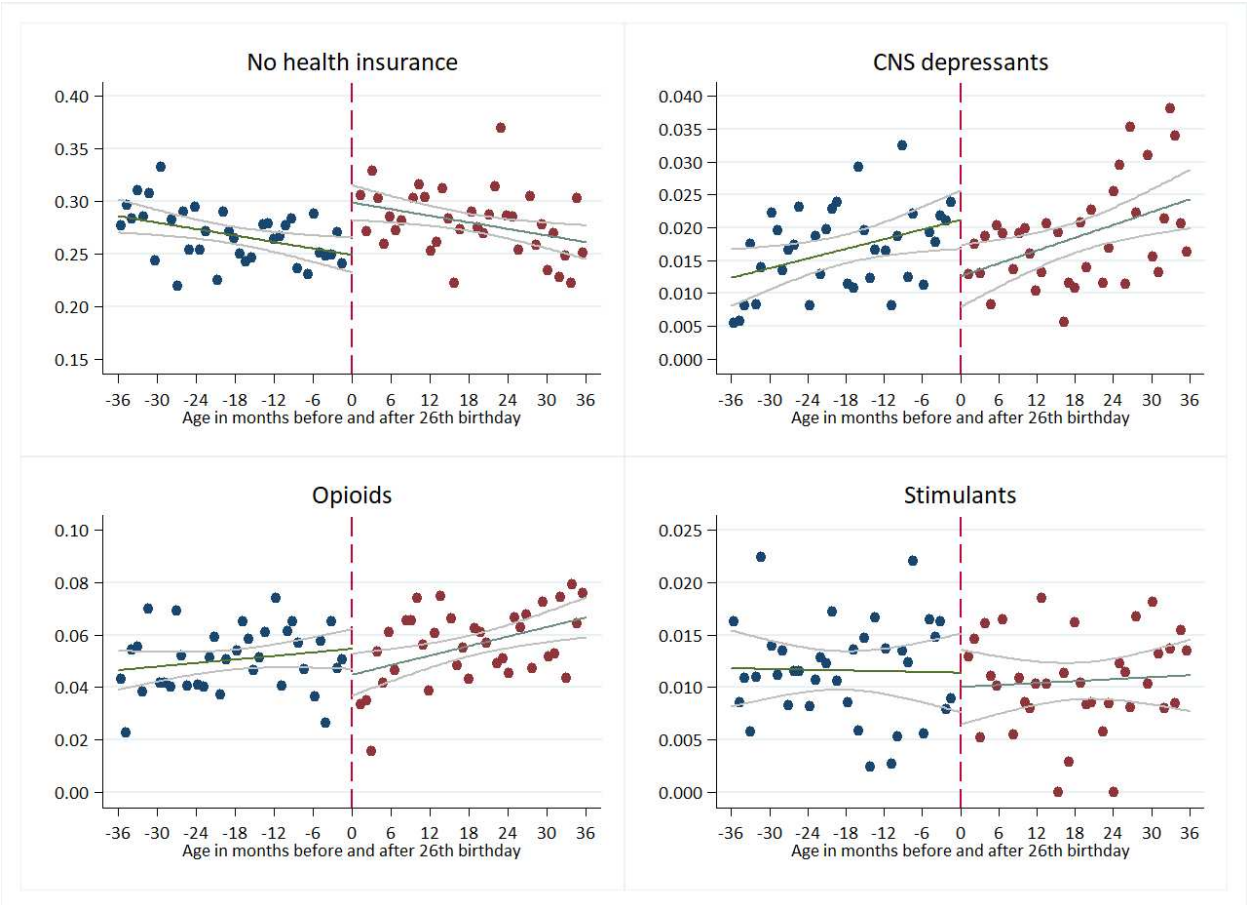 No health insurance
0.40
0.35
0.30
0.25
0.20
0.15
-36 -30 -24 -18 -12 -6 0 6 12 18 24 30 36
Age in months before and after 26th birthday
CNS depressants
0.040
0.035
0.030
0.025
0.020
0.015
0.010
0.005
0.000
-36 -30 -24 -18 -12 -6 0 6 12 18 24 30 36
Age in months before and after 26th birthday
Opioids
0.10
0.08
0.06
0.04
0.02
0.00
-36 -30 -24 -18 -12 -6 0 6 12 18 24 30 36
Age in months before and after 26th birthday
Stimulants
0.025
0.020
0.015
0.010
0.005
0.000
-36 -30 -24 -18 -12 -6 0 6 12 18 24 30 36
Age in months before and after 26th birthday